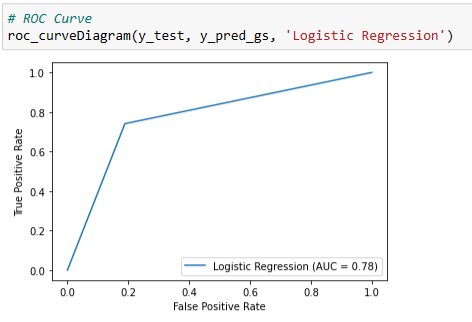 # ROC Curve
roc_curveDiagram(y_test, y_pred_gs, 'Logistic Regression')
1.0
0.8
0.6
0.4
0.2
0.0
True Positive Rate
Logistic Regression (AUC = 0.78)
0.0 0.2 0.4 0.6 0.8 1.0
False Positive Rate